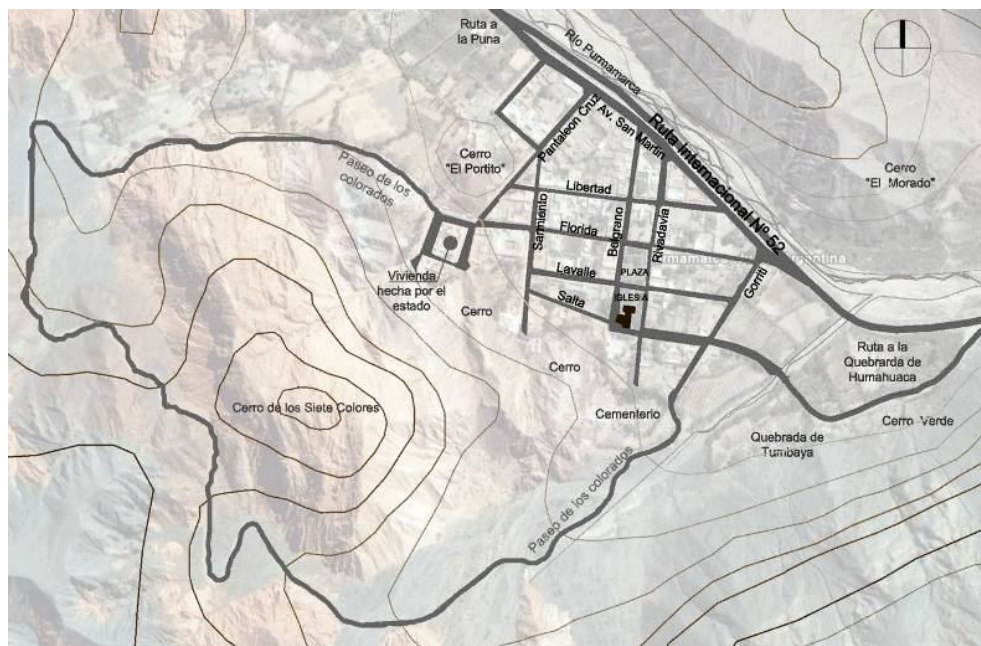 Ruta a
la Puna
Río Purmamarca
Pantaleon Cruz
Av. San Martin
Ruta Internacional Nº 52
Cerro
"El Portito"
Cerro
"El Morado"
Paseo de los
colorados
Libertad
Sarmiento
Florida
Belgrano
Rivadavia
Lavalle
PLAZA
Gorriti
Argentina
Vivienda
hecha por el
estado
Salta
IGLESIA
Cerro
Cerro
Ruta a la
Quebrarda de
Humahuaca
Cerro de los Siete Colores
Cementerio
Cerro Verde
Quebrada de
Tumbaya
Paseo de los colorados